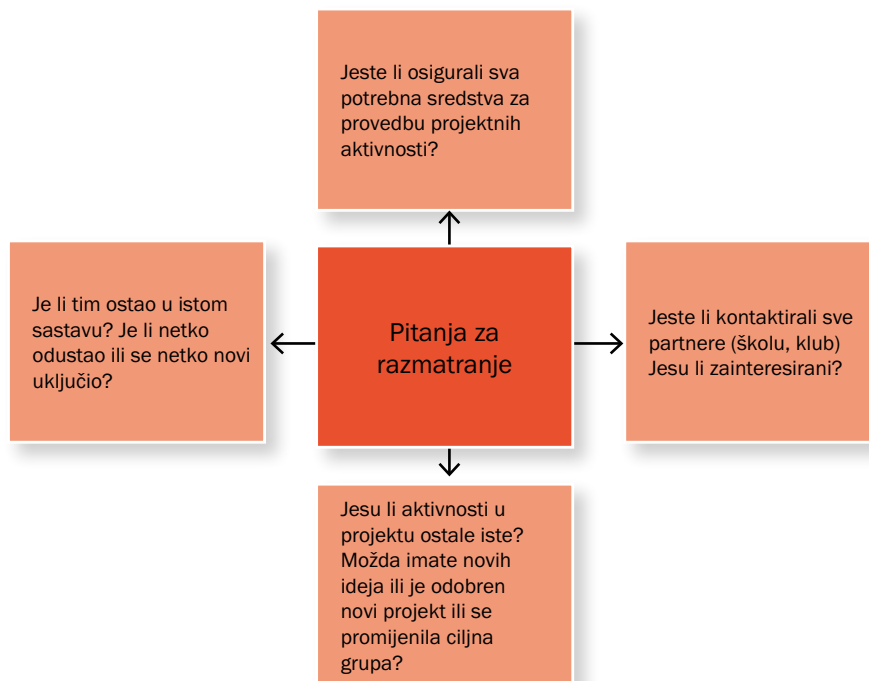 Jeste li osigurali sva
potrebna sredstva za
provedbu projektnih
aktivnosti?
Je li tim ostao u istom
sastavu? Je li netko
odustao ili se netko novi
uključio?
Pitanja za
razmatranje
Jeste li kontaktirali sve
partnere (školu, klub)
Jesu li zainteresirani?
Jesu li aktivnosti u
projektu ostale iste?
Možda imate novih
ideja ili je odobren
novi projekt ili se
promijenila ciljna
grupa?